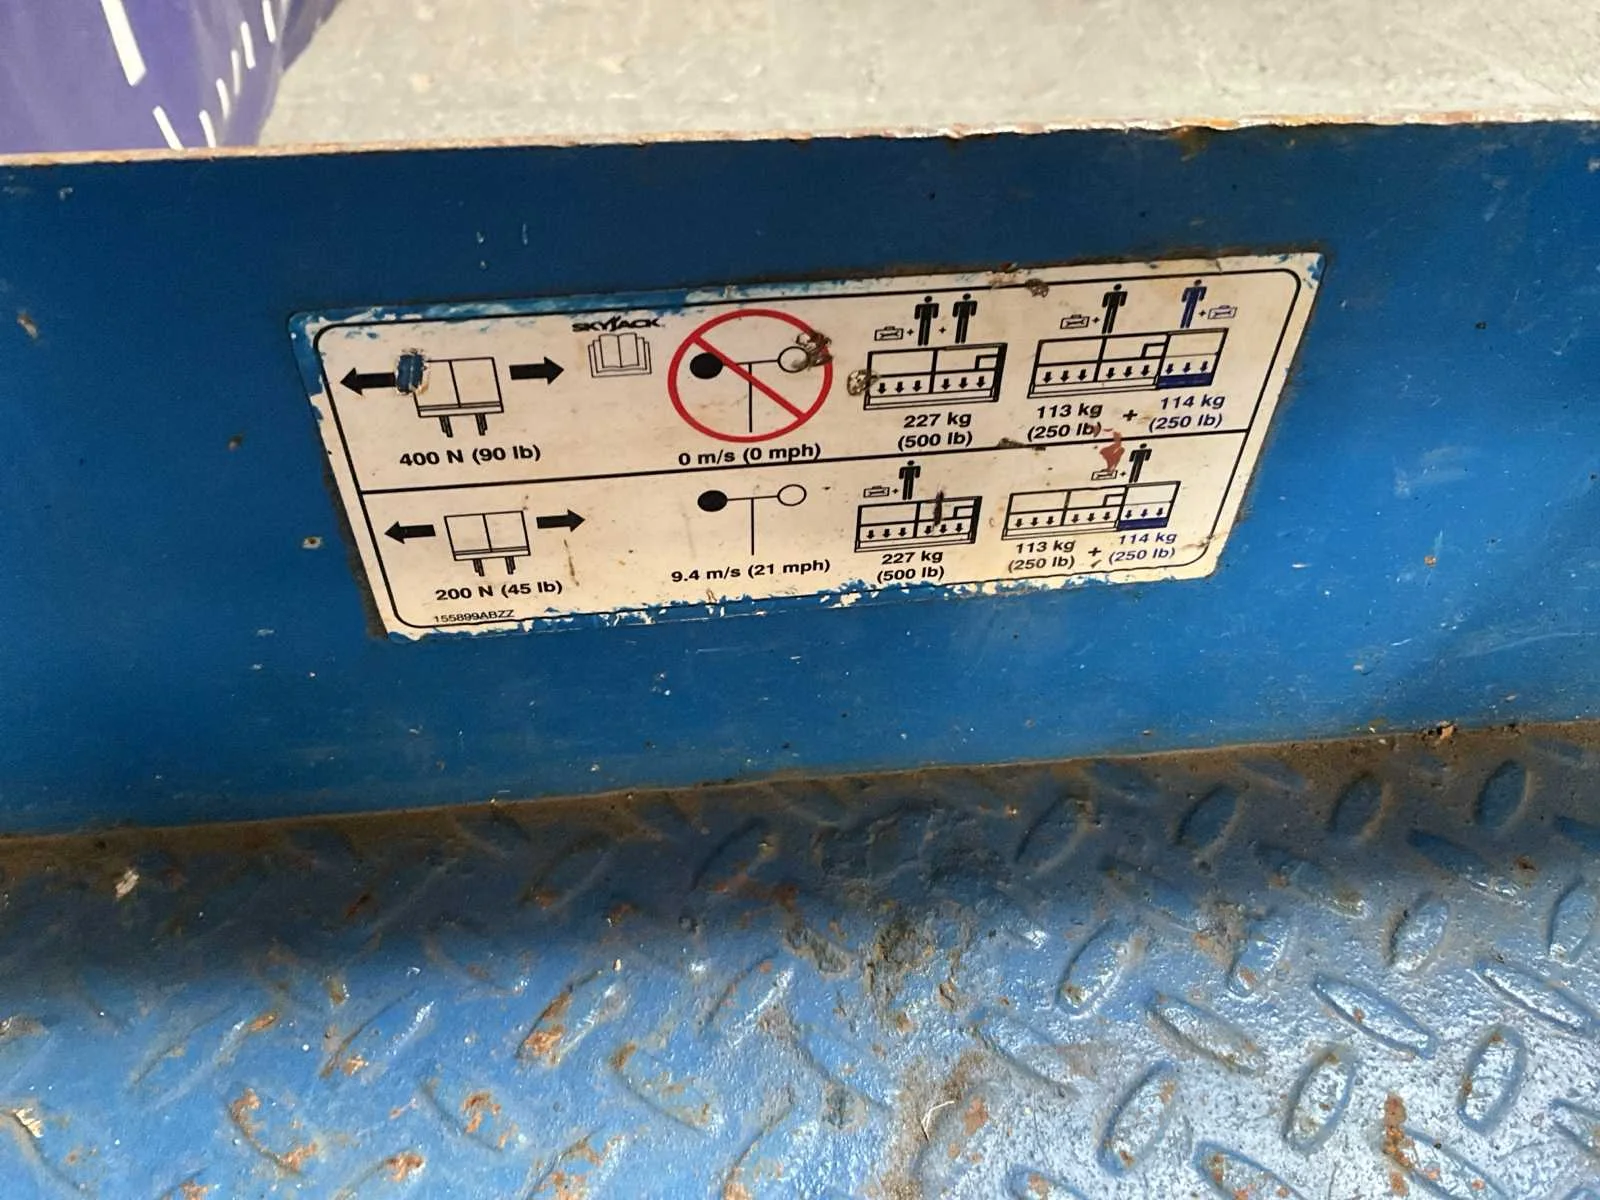 SKYJACK
400 N (90 lb)
0 m/s (0 mph)
227 kg
(500 lb)
113 kg
(250 lb)
+
114 kg
(250 lb)
200 N (45 lb)
9.4 m/s (21 mph)
227 kg
(500 lb)
113 kg
(250 lb)
+
114 kg
(250 lb)
155899ABZZ